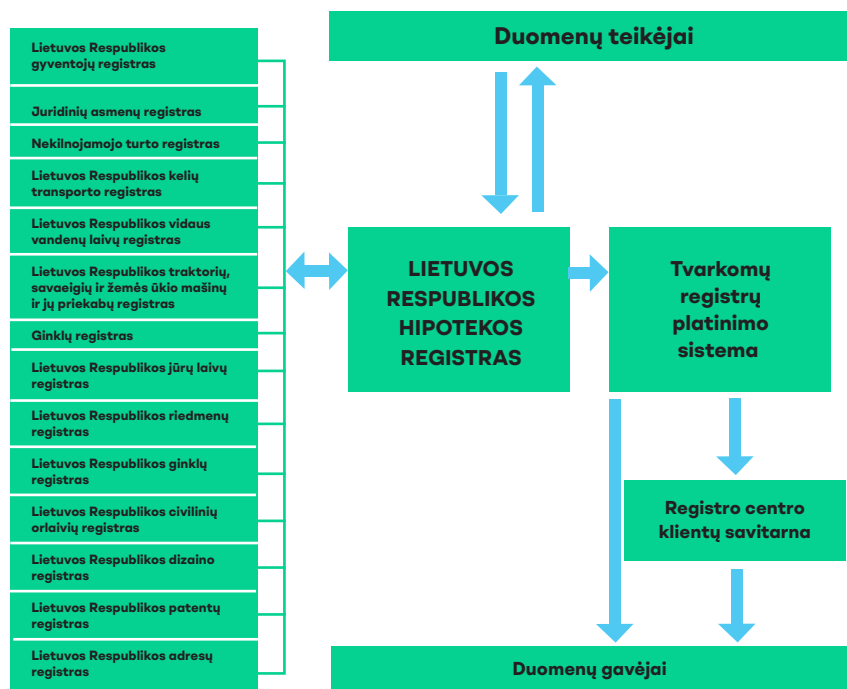 Lietuvos Respublikos
gyventojų registras
Juridinių asmenų registras
Nekilnojamojo turto registras
Lietuvos Respublikos kelių
transporto registras
Lietuvos Respublikos vidaus
vandenų laivų registras
Lietuvos Respublikos traktorių,
savaeigių ir žemės ūkio mašinų
ir jų priekabų registras
Ginklų registras
Lietuvos Respublikos jūrų laivų
registras
Lietuvos Respublikos riedmenų
registras
Lietuvos Respublikos ginklų
registras
Lietuvos Respublikos civilinių
orlaivių registras
Lietuvos Respublikos dizaino
registras
Lietuvos Respublikos patentų
registras
Lietuvos Respublikos adresų
registras
Duomenų teikėjai
LIETUVOS
RESPUBLIKOS
HIPOTEKOS
REGISTRAS
Tvarkomų
registrų
platinimo
sistema
Registro centro
klientų savitarna
Duomenų gavėjai